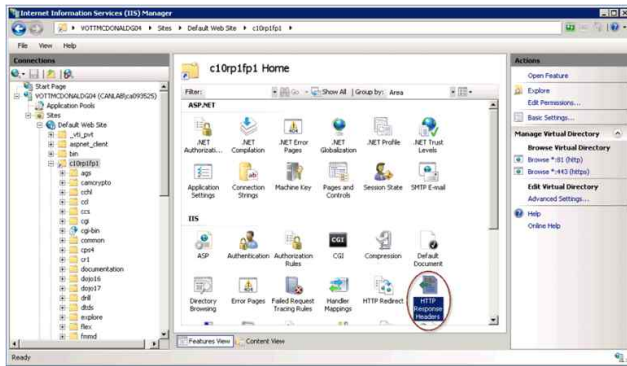 Internet Information Services (IIS) Manager
VOTTMCDONALDG04 ▸ Sites ▸ Default Web Site ▸ c10rp1fp1 ▸
File View Help
Connections
Start Page
VOTTMCDONALDG04 (CANLAB\ca093525)
Application Pools
Sites
Default Web Site
_vti_pvt
aspnet_client
bin
c10rp1fp1
ags
camcrypto
cchl
ccl
ccs
cgi
cgi-bin
common
cps4
cr1
documentation
dojo16
dojo17
drill
dtds
explore
flex
fmmd
c10rp1fp1 Home
Filter: Go Show All Group by: Area
ASP.NET
.NET Authorizati...
.NET Compilation
.NET Error Pages
.NET Globalization
.NET Profile
.NET Trust Levels
Application Settings
Connection Strings
Machine Key
Pages and Controls
Session State
SMTP E-mail
IIS
ASP
Authentication
Authorization Rules
CGI
Compression
Default Document
Directory Browsing
Error Pages
Failed Request Tracing Rules
Handler Mappings
HTTP Redirect
HTTP Response Headers
Features View Content View
Actions
Open Feature
Explore
Edit Permissions...
Basic Settings...
Manage Virtual Directory
Browse Virtual Directory
Browse *:81 (http)
Browse *:443 (https)
Edit Virtual Directory
Advanced Settings...
Help
Online Help
Ready